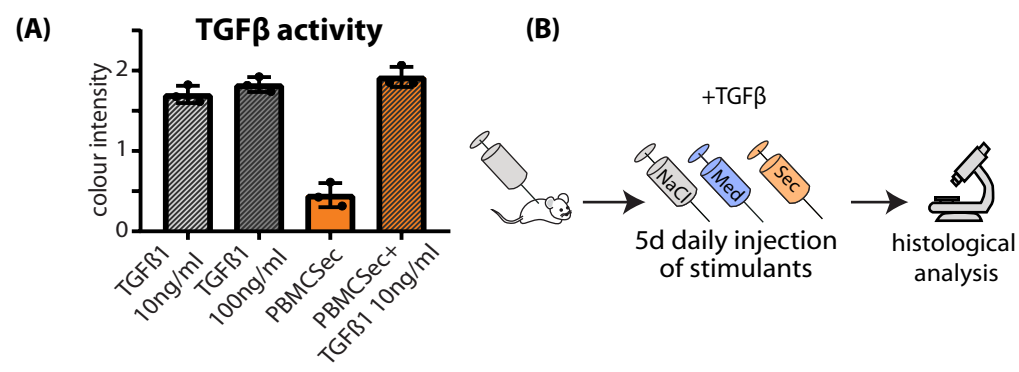 (A)
TGFβ activity
colour intensity
2
1
0
TGFß1
10ng/ml
TGFß1
100ng/ml
PBMCSec
PBMCSec+
TGFß1 10ng/ml
(B)
+TGFβ
NaCl
Med
Sec
5d daily injection
of stimulants
histological
analysis